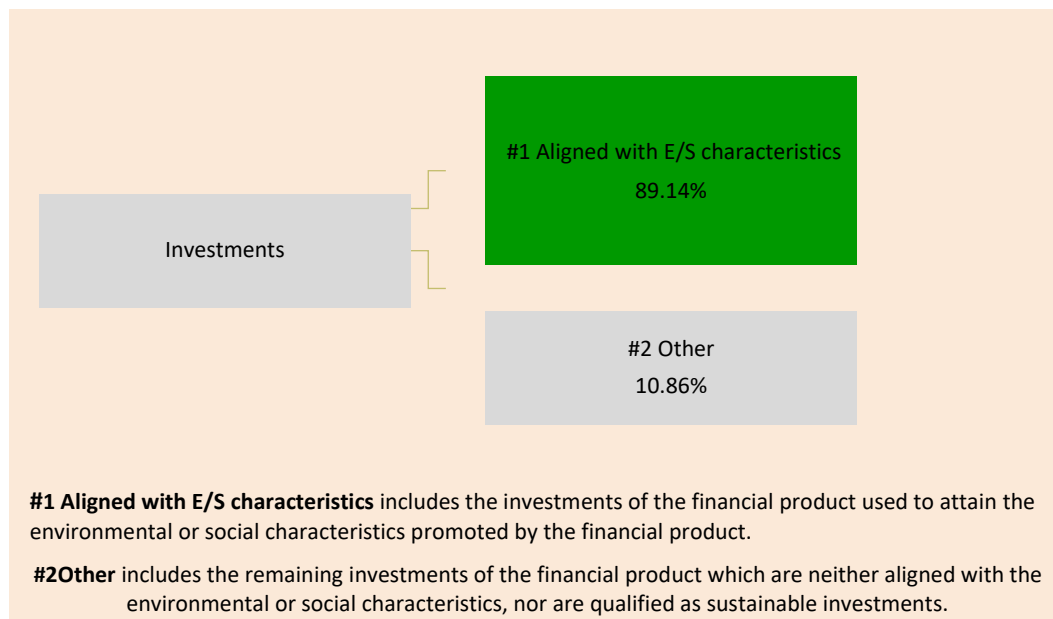 #1 Aligned with E/S characteristics
89.14%
Investments
#2 Other
10.86%
#1 Aligned with E/S characteristics includes the investments of the financial product used to attain the
environmental or social characteristics promoted by the financial product.
#2Other includes the remaining investments of the financial product which are neither aligned with the
environmental or social characteristics, nor are qualified as sustainable investments.